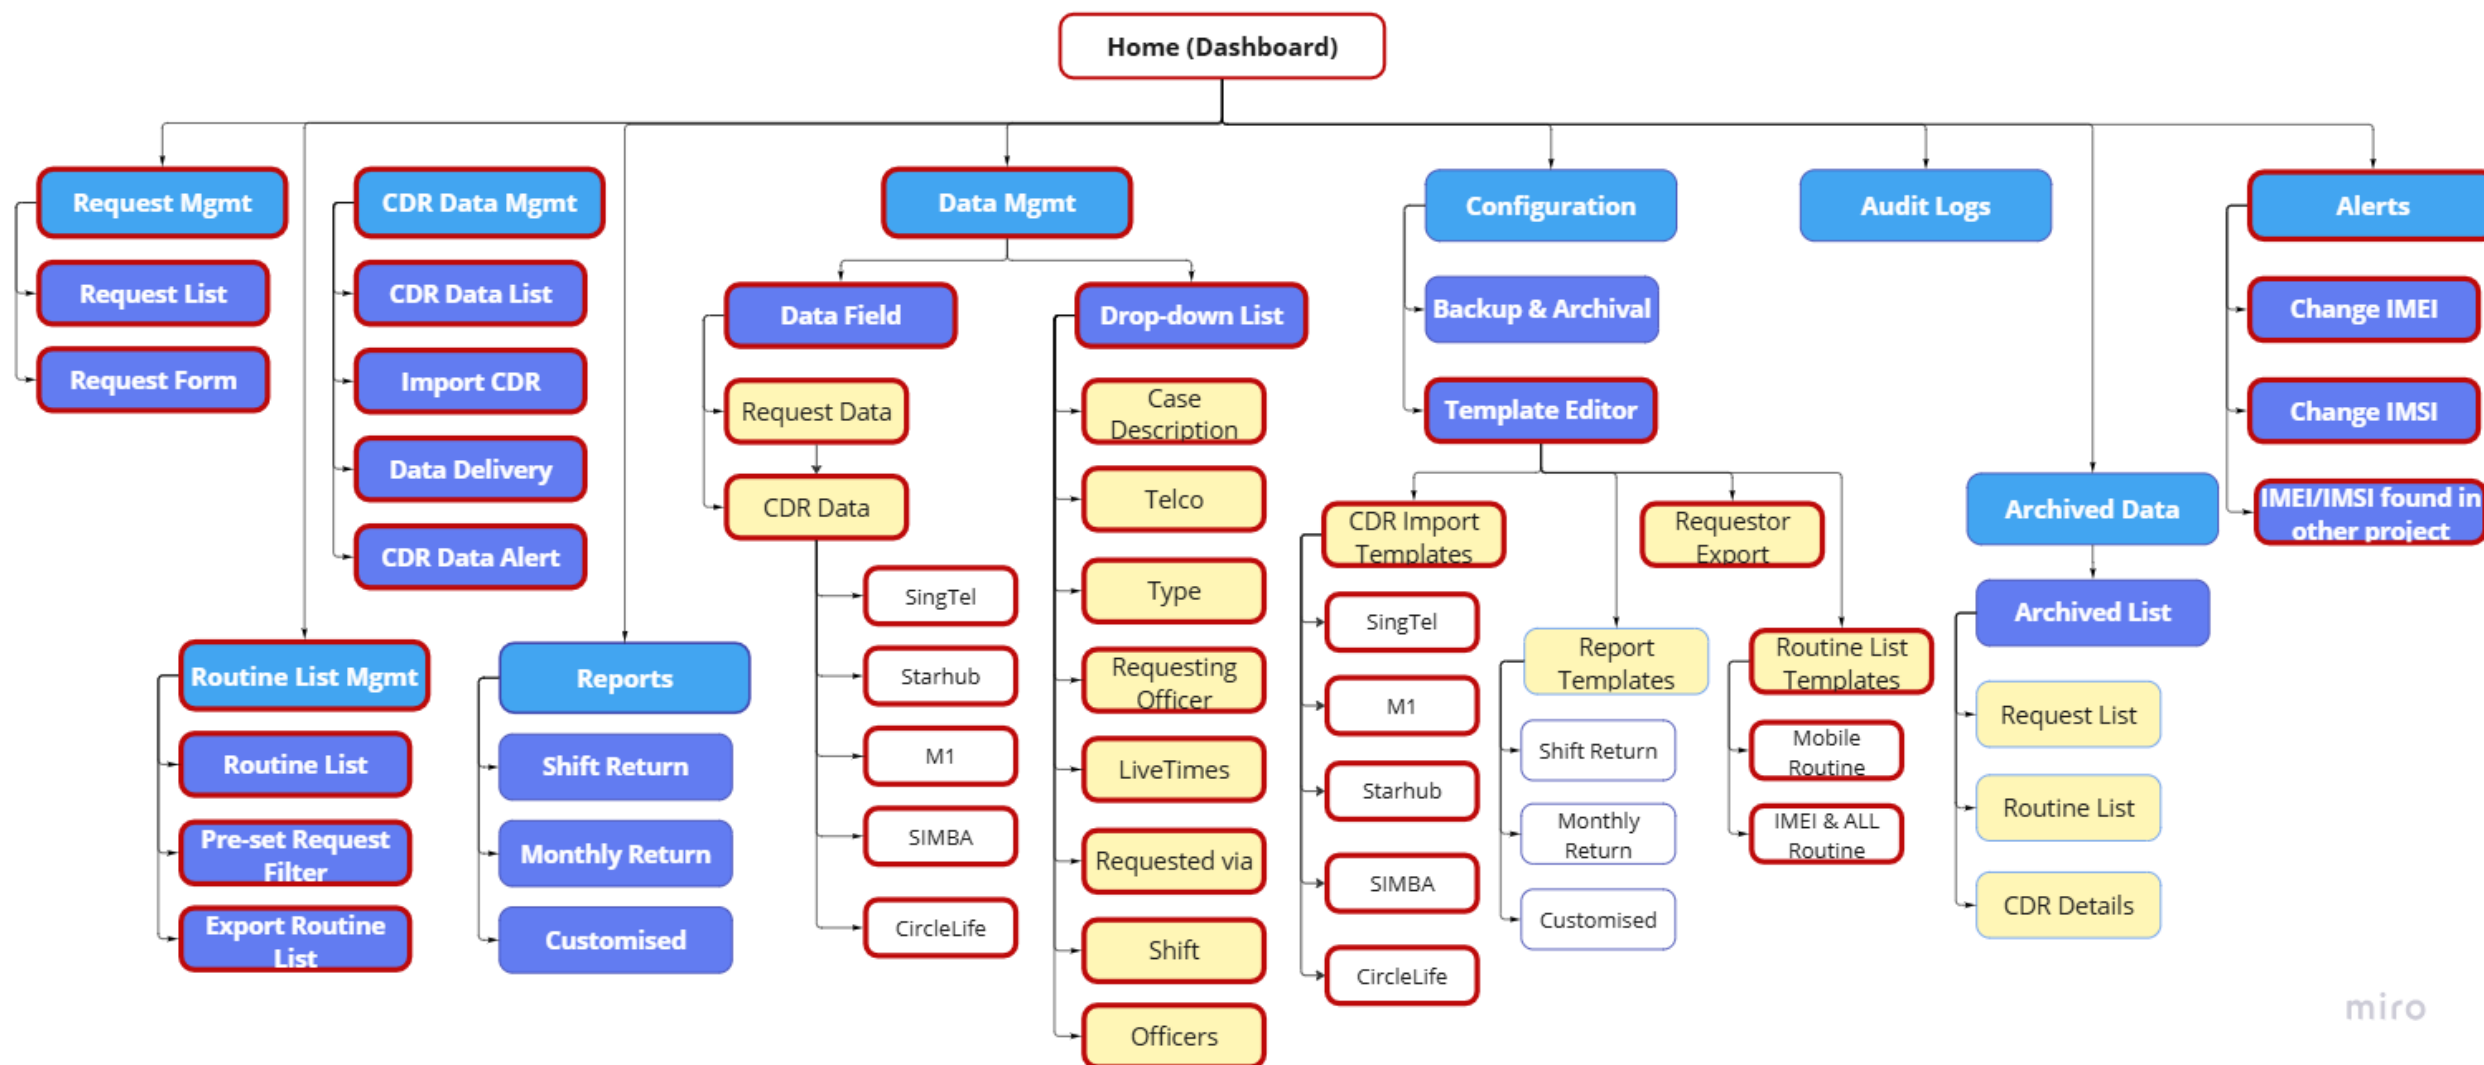 Home (Dashboard)
Request Mgmt
Request List
Request Form
CDR Data Mgmt
CDR Data List
Import CDR
Data Delivery
CDR Data Alert
Routine List Mgmt
Routine List
Pre-set Request
Filter
Export Routine
List
Reports
Shift Return
Monthly Return
Customised
Data Mgmt
Data Field
Request Data
CDR Data
SingTel
Starhub
M1
SIMBA
CircleLife
Drop-down List
Case
Description
Telco
Type
Requesting
Officer
LiveTimes
Requested via
Shift
Officers
Configuration
Backup & Archival
Template Editor
CDR Import
Templates
SingTel
M1
Starhub
SIMBA
CircleLife
Report
Templates
Shift Return
Monthly
Return
Customised
Requestor
Export
Routine List
Templates
Mobile
Routine
IMEI & ALL
Routine
Audit Logs
Archived Data
Archived List
Request List
Routine List
CDR Details
Alerts
Change IMEI
Change IMSI
IMEI/IMSI found in
other project
miro